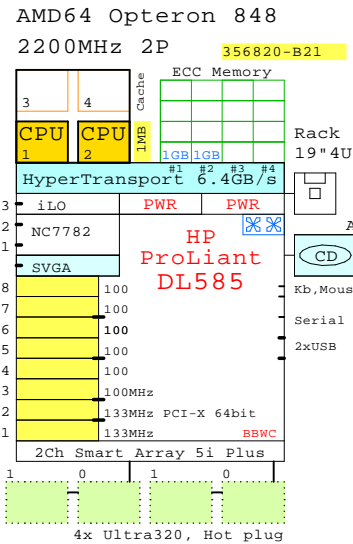 AMD64 Opteron 848
2200MHz 2P
356820-B21
ECC Memory
Cache
3 4
CPU CPU
1 2
1MB
1GB 1GB
Rack
19"4U
#1 #2 #3 #4
HyperTransport 6.4GB/s
3 iLO PWR PWR
2 NC7782
1
A
HP
ProLiant
DL585
CD
SVGA
8 100
7 100
6 100
5 100
4 100
3 100MHz
2 133MHz PCI-X 64bit
1 133MHz
BBWC
Kb,Mous
Serial
2xUSB
2Ch Smart Array 5i Plus
1 0 1 0
4x Ultra320, Hot plug